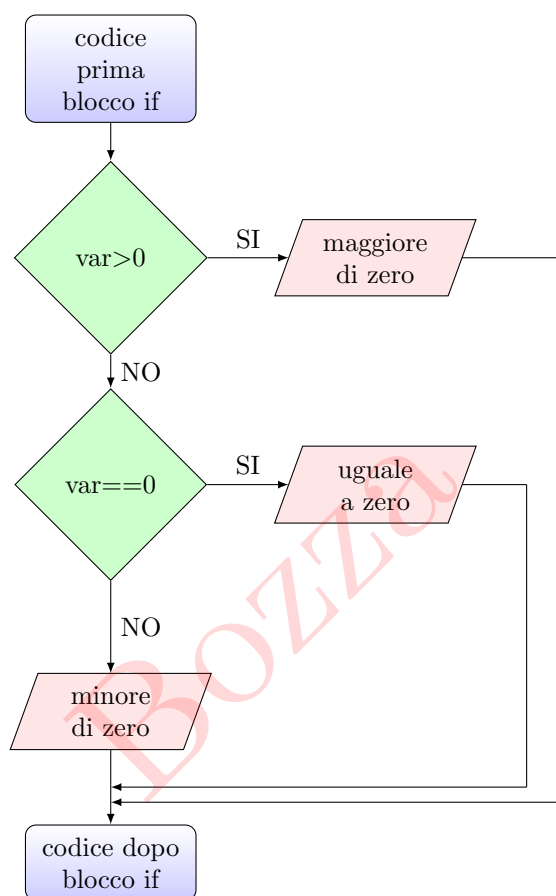 codice
prima
blocco if
var>0
SI
maggiore
di zero
NO
var==0
SI
uguale
a zero
NO
minore
di zero
Bozza
codice dopo
blocco if